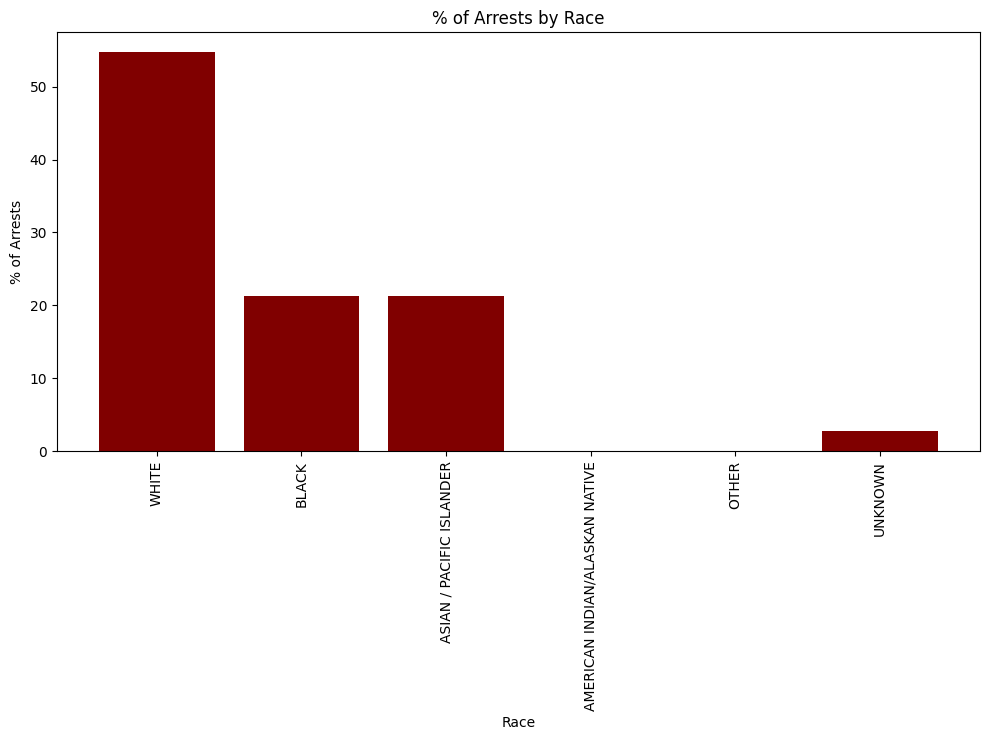 % of Arrests by Race
% of Arrests
50
40
30
20
10
0
WHITE
BLACK
ASIAN / PACIFIC ISLANDER
AMERICAN INDIAN/ALASKAN NATIVE
OTHER
UNKNOWN
Race